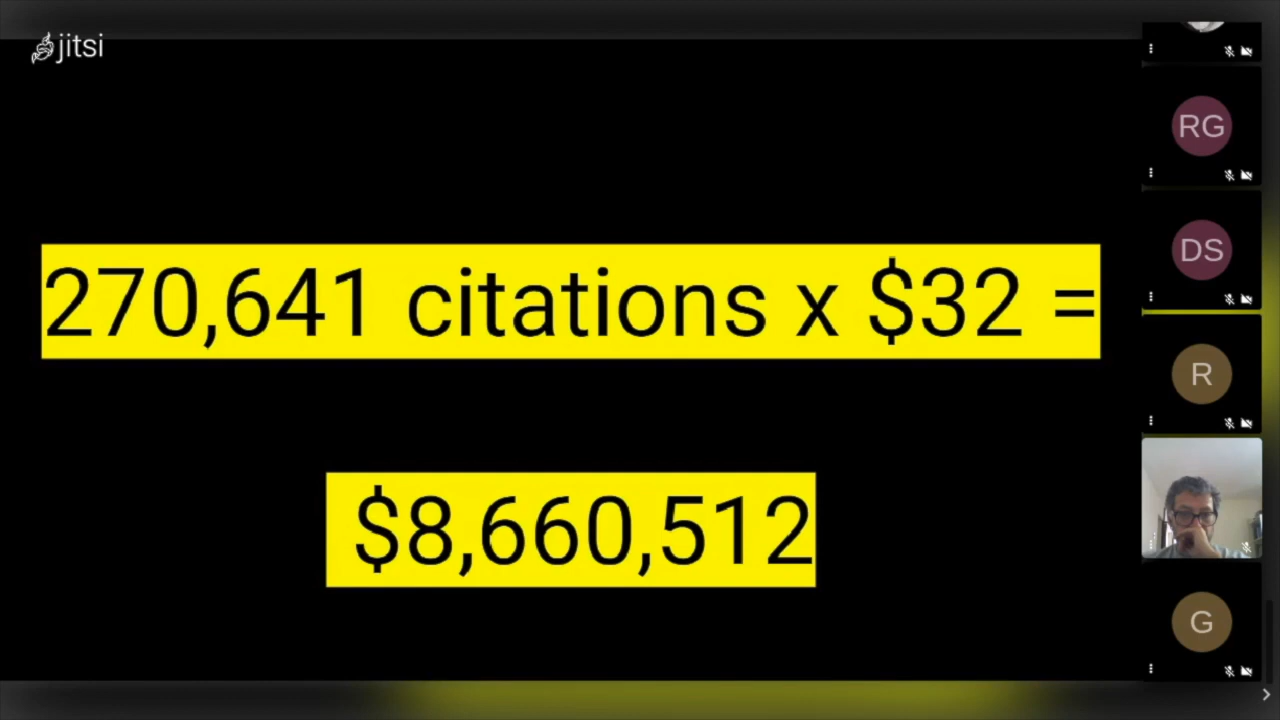 jitsi
270,641 citations x $32 =
$8,660,512
RG
DS
R
G